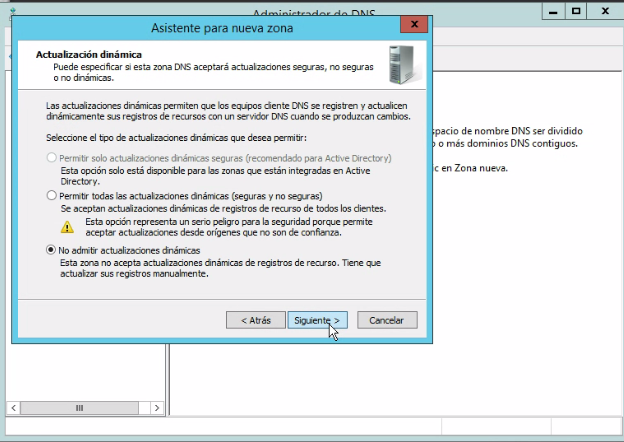 Administrador de DNS
Asistente para nueva zona
Actualización dinámica
Puede especificar si esta zona DNS aceptará actualizaciones seguras, no seguras
o no dinámicas.
Las actualizaciones dinámicas permiten que los equipos cliente DNS se registren y actualicen
dinámicamente sus registros de recursos con un servidor DNS cuando se produzcan cambios.
Seleccione el tipo de actualizaciones dinámicas que desea permitir:
Permitir solo actualizaciones dinámicas seguras (recomendado para Active Directory)
Esta opción solo está disponible para las zonas que están integradas en Active
Directory.
Permitir todas las actualizaciones dinámicas (seguras y no seguras)
Se aceptan actualizaciones dinámicas de registros de recurso de todos los clientes.
Esta opción representa un serio peligro para la seguridad porque permite
aceptar actualizaciones desde orígenes que no son de confianza.
No admitir actualizaciones dinámicas
Esta zona no acepta actualizaciones dinámicas de registros de recurso. Tiene que
actualizar sus registros manualmente.
< Atrás
Siguiente >
Cancelar
spacio de nombre DNS ser dividido
o más dominios DNS contiguos.
ic en Zona nueva.